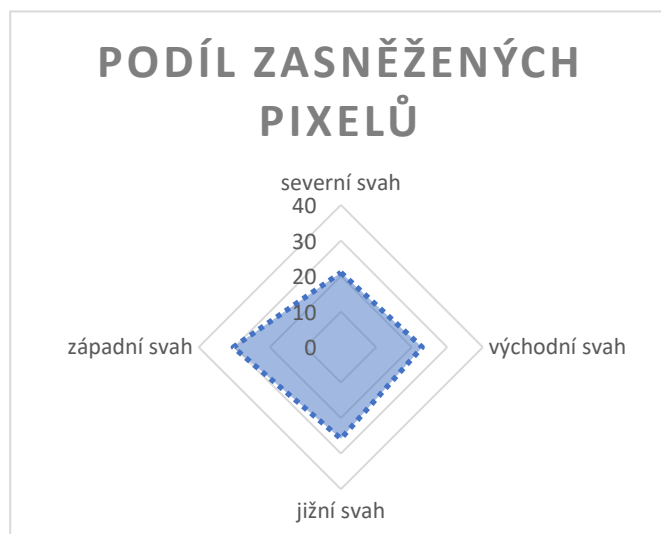 PODÍL ZASNĚŽENÝCH
PIXELŮ
severní svah
40
30
20
10
0
západní svah
východní svah
jižní svah